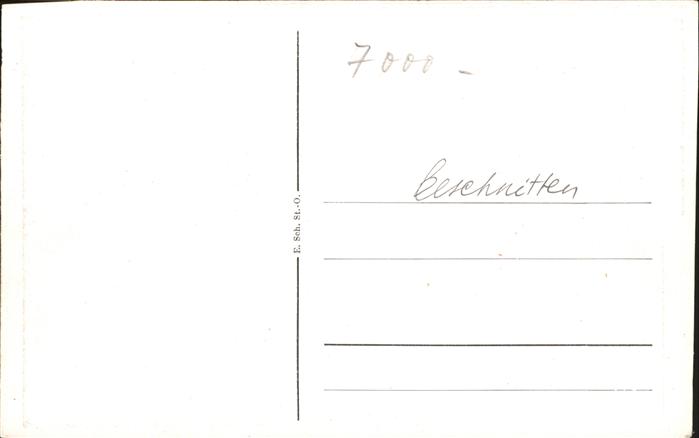 7000 -
beschnitten
E. Sch. St.-O.